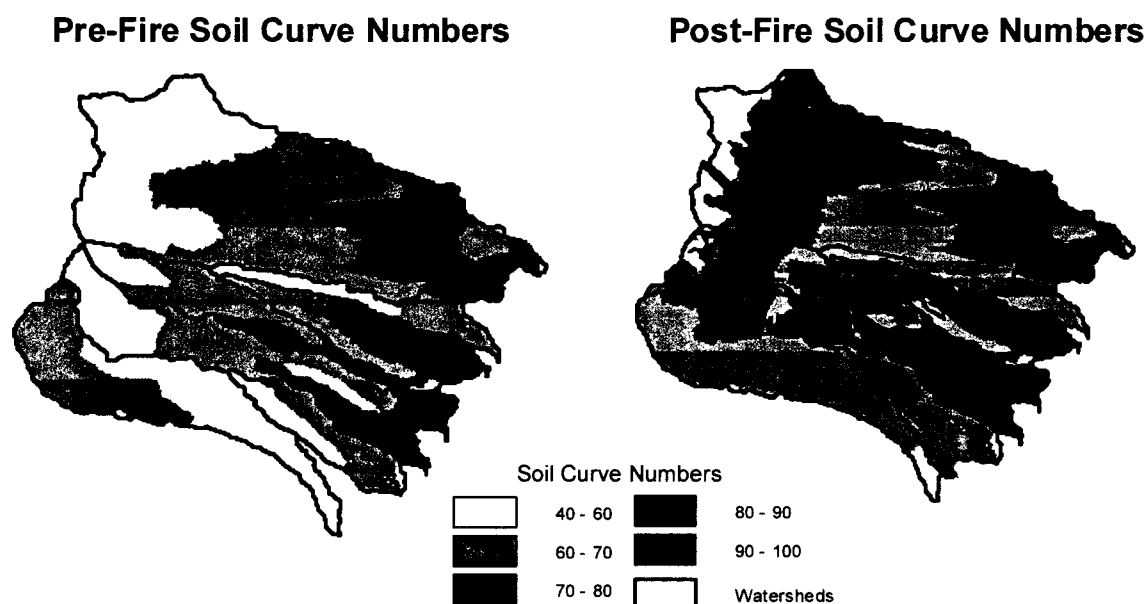 Pre-Fire Soil Curve Numbers
Post-Fire Soil Curve Numbers
Soil Curve Numbers
40 - 60
80 - 90
60 - 70
90 - 100
70 - 80
Watersheds